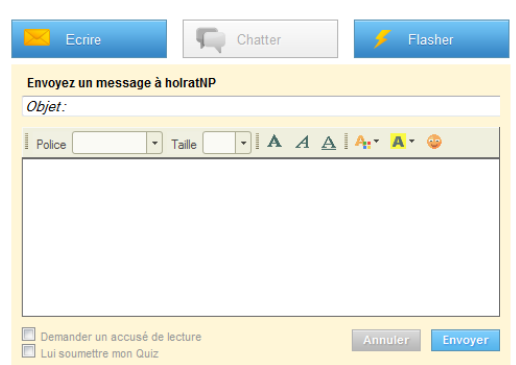 Ecrire Chatter Flasher
Envoyez un message à holratNP
Objet:
Police Taille A A A A A
Demander un accusé de lecture
Lui soumettre mon Quiz
Annuler Envoyer